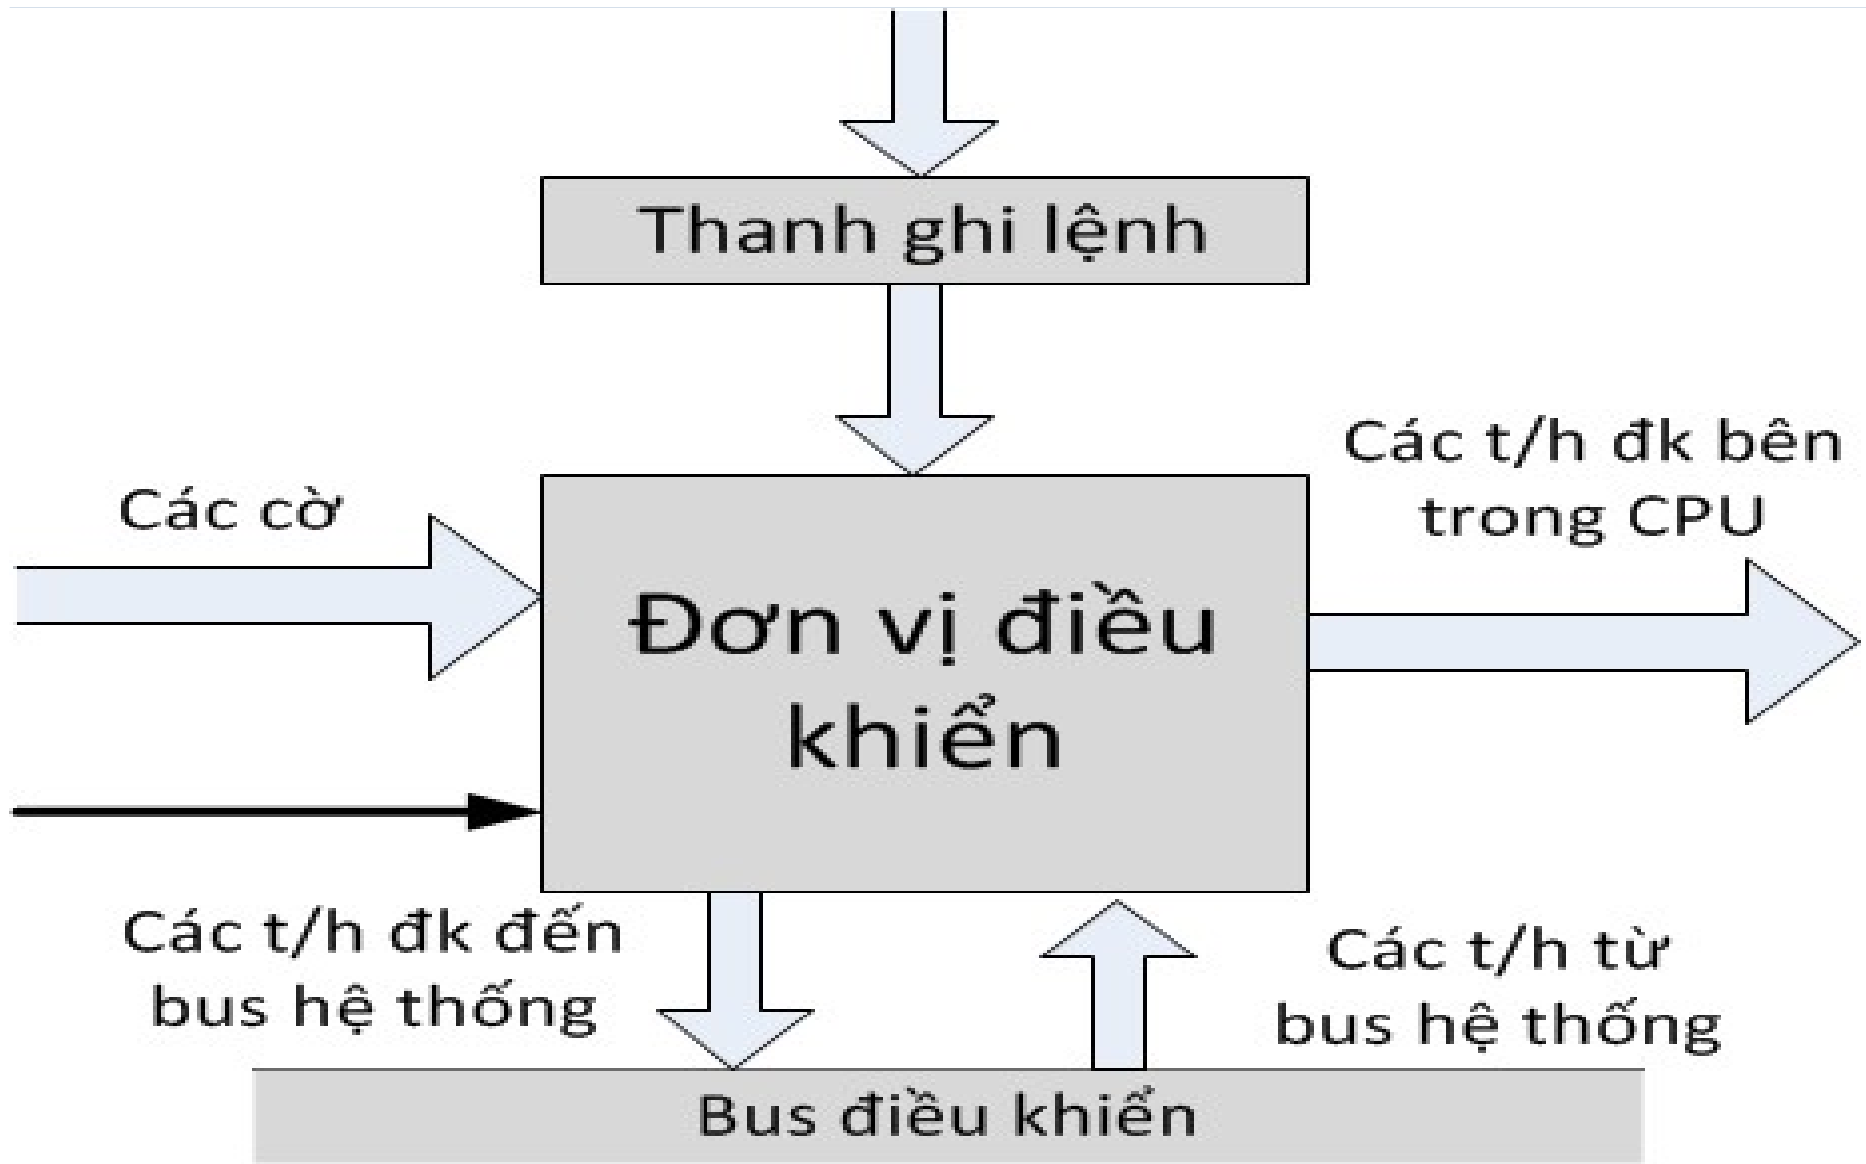 Thanh ghi lệnh
Các t/h đk bên
trong CPU
Các cờ
Đơn vị điều
khiển
Các t/h đk đến
bus hệ thống
Các t/h từ
bus hệ thống
Bus điều khiển